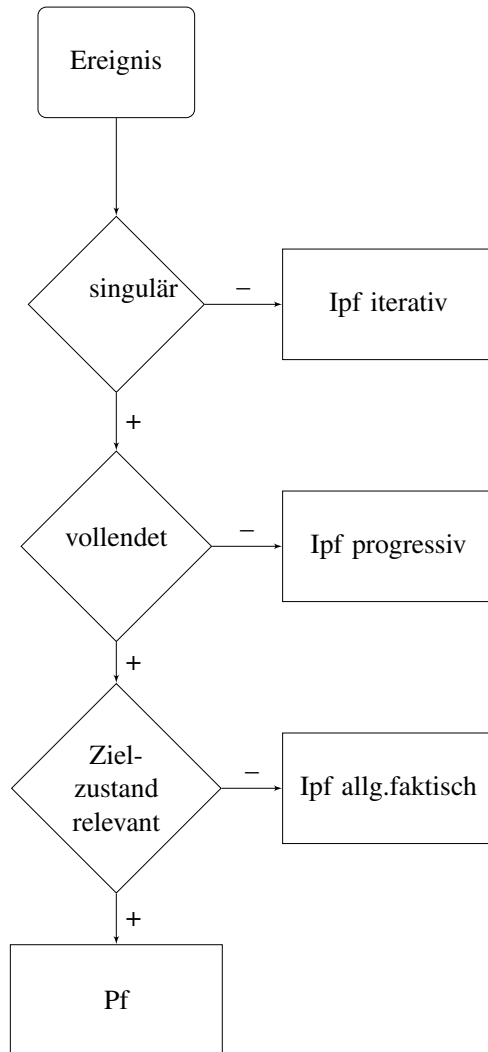 Ereignis
singulär
–
Ipf iterativ
+
vollendet
–
Ipf progressiv
+
Ziel-
zustand
relevant
–
Ipf allg.faktisch
+
Pf